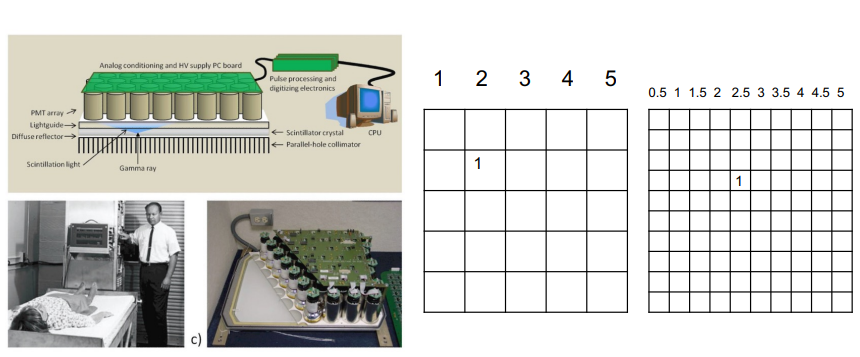 Analog conditioning and HV supply PC board
Pulse processing and
digitizing electronics
PMT array
Lightguide
Diffuse reflector
Scintillation light
Gamma ray
Scintillator crystal
Parallel-hole collimator
CPU
c)
1 2 3 4 5
1
0.5 1 1.5 2 2.5 3 3.5 4 4.5 5
1